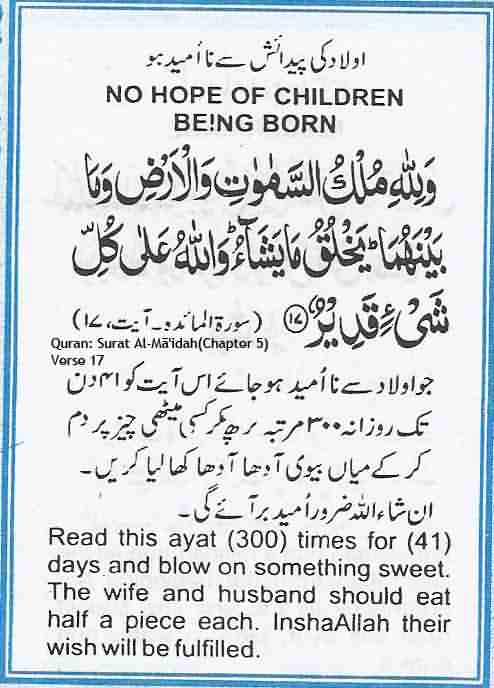 اولاد کی پیدائش سے نا اُمید ہو
NO HOPE OF CHILDREN
BE!NG BORN
وَلِلّٰهِ مُلْكُ السَّمٰوٰتِ وَالْاَرْضِ وَمَا
بَيْنَهُمَا ؕ يَخْلُقُ مَا يَشَآءُ ؕ وَاللّٰهُ عَلٰى كُلِّ
شَىْءٍ قَدِيْرٌ ﴿۱۷﴾ (سورۃ المائدہ۔ آیت، ۱۷)
Quran: Surat Al-Mā'idah(Chapter 5)
Verse 17
جو اولاد سے نا اُمید ہو جائے اس آیت کو ۴۱ دن
تک روزانہ ۳۰۰ مرتبہ پڑھ کر کسی میٹھی چیز پر دم
کر کے میاں بیوی آدھا آدھا کھا لیا کریں۔
ان شاء اللہ ضرور اُمید بر آئے گی۔
Read this ayat (300) times for (41)
days and blow on something sweet.
The wife and husband should eat
half a piece each. InshaAllah their
wish will be fulfilled.